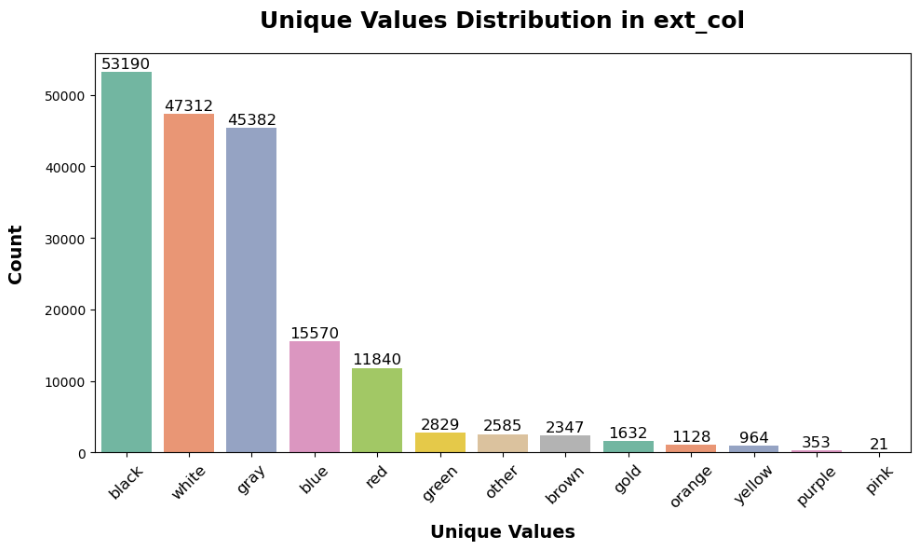 Unique Values Distribution in ext_col
Count
50000
40000
30000
20000
10000
0
53190
47312
45382
15570
11840
2829
2585
2347
1632
1128
964
353
21
black
white
gray
blue
red
green
other
brown
gold
orange
yellow
purple
pink
Unique Values